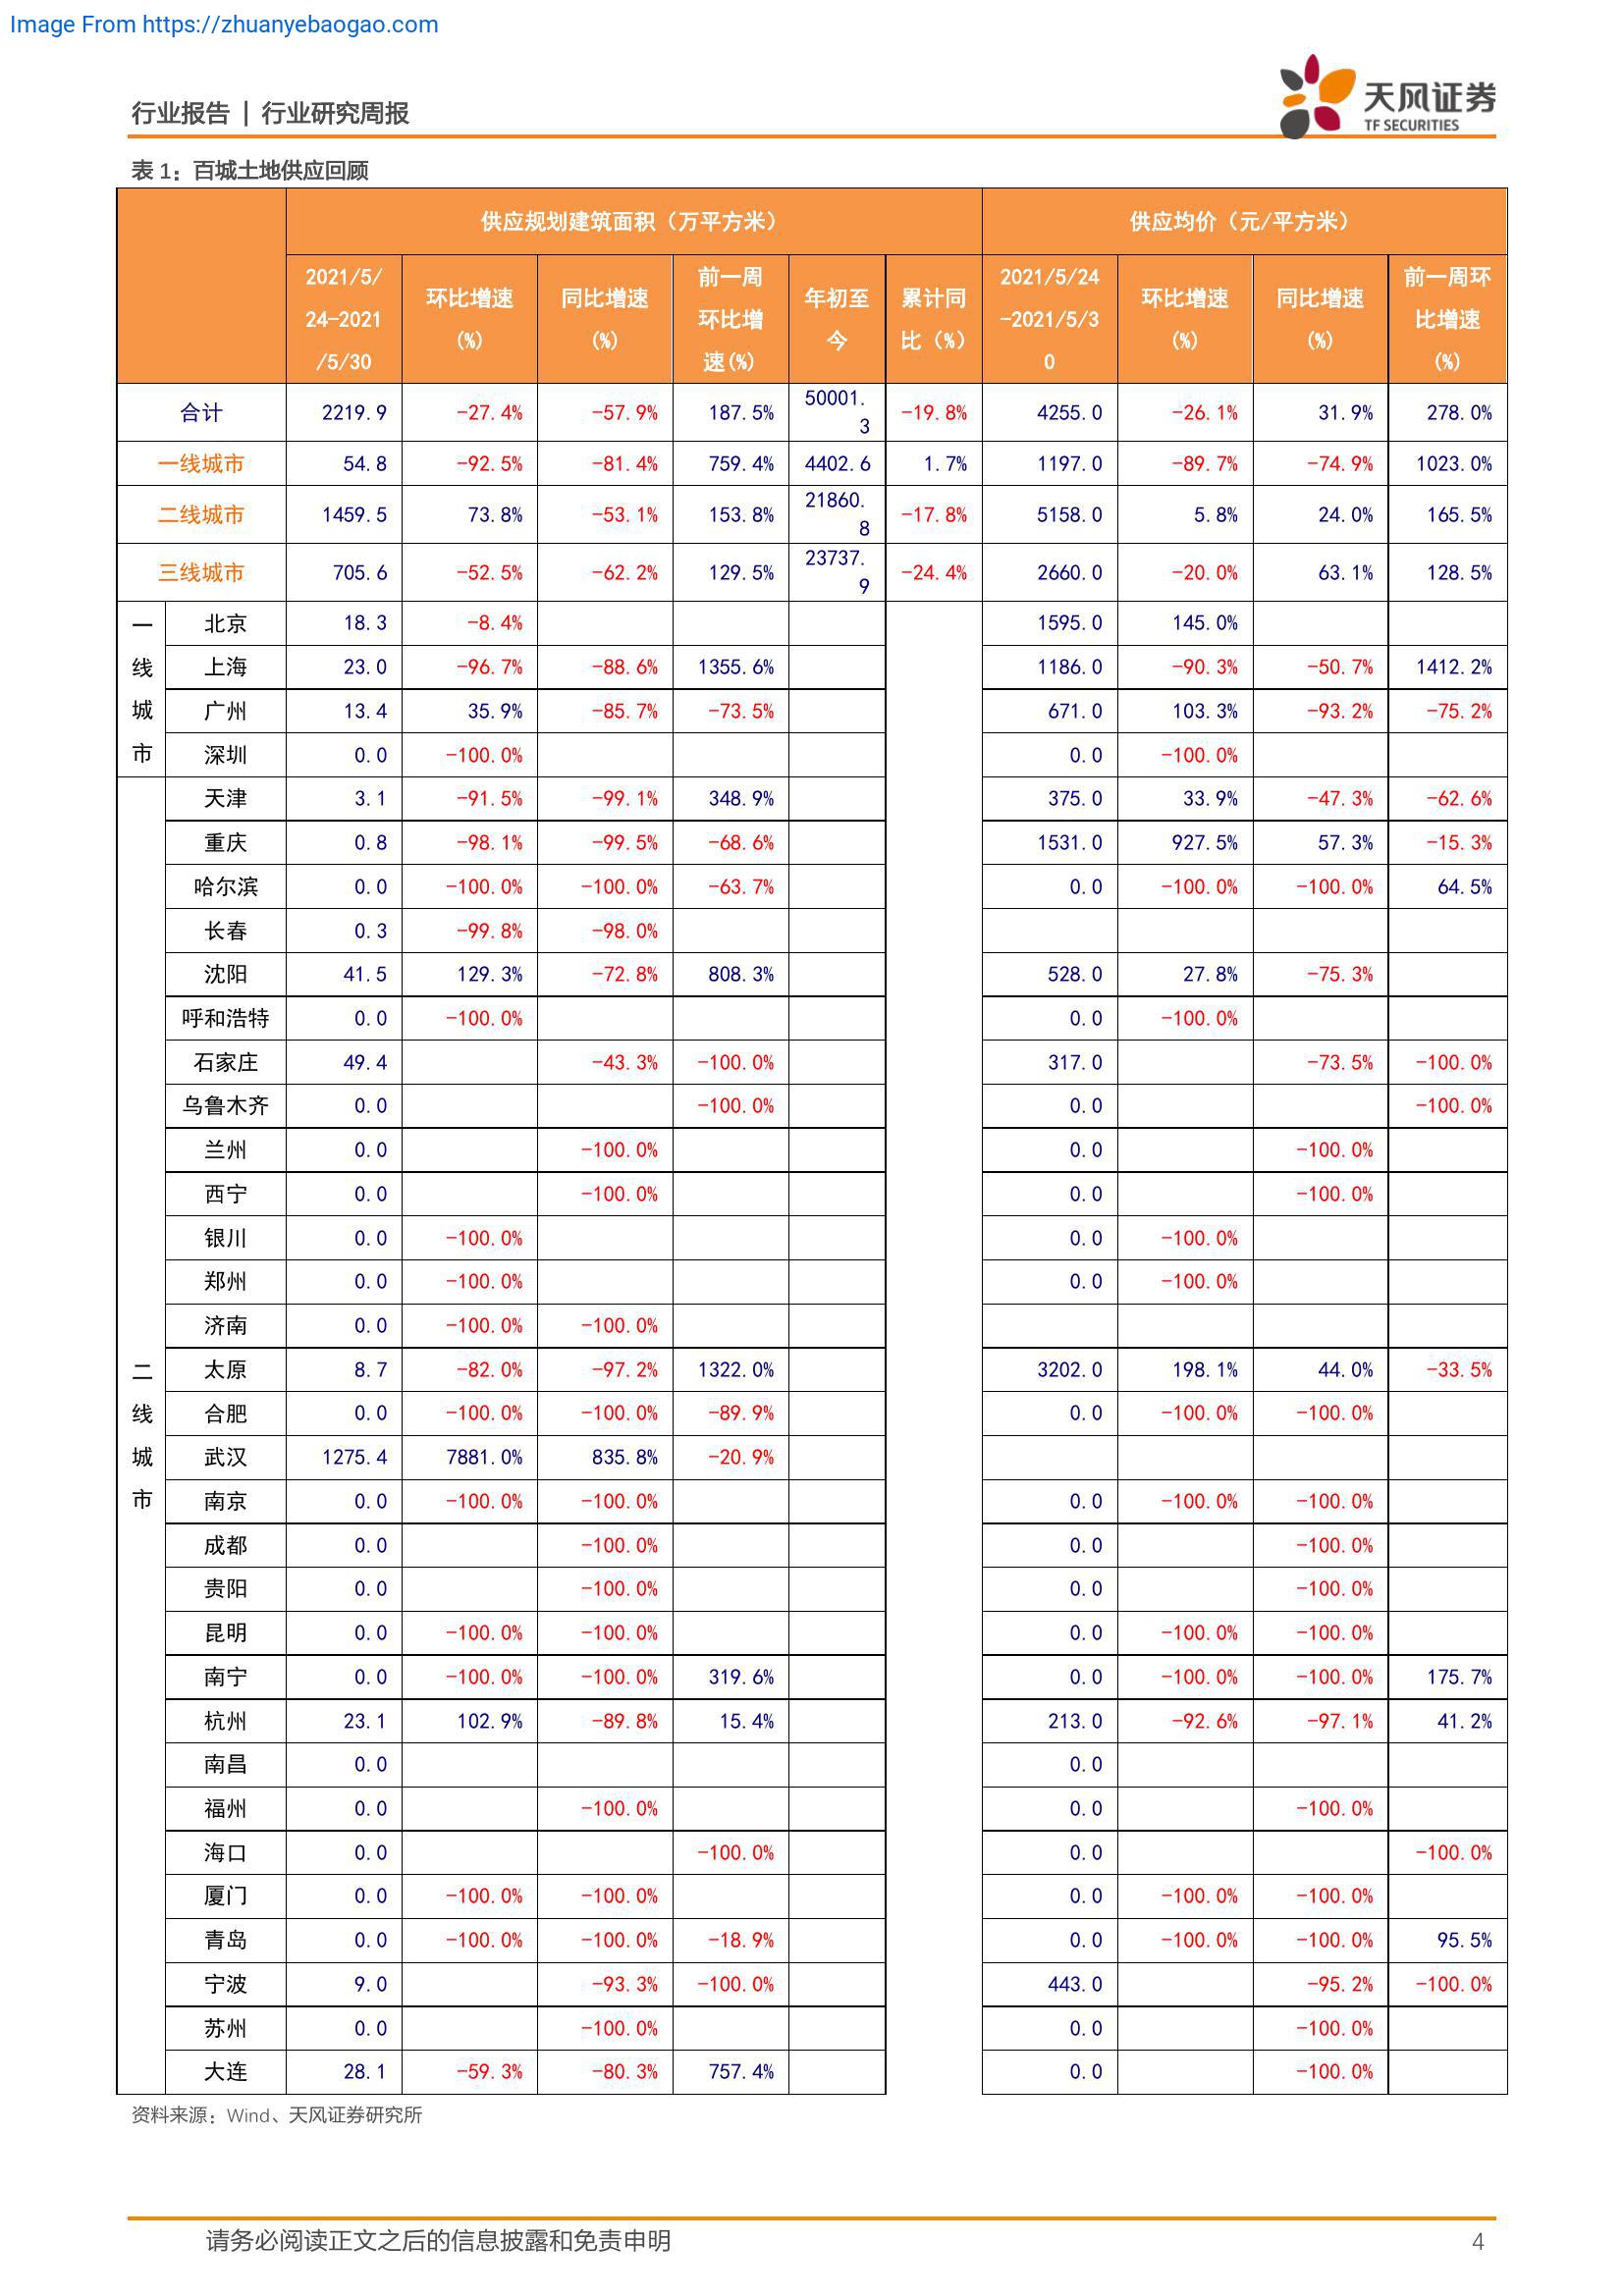 Image From https://zhuanyebaogao.com
行业报告 | 行业研究周报
天风证券
TF SECURITIES
表 1：百城土地供应回顾
供应规划建筑面积（万平方米） 供应均价（元/平方米）
2021/5/24-2021/5/30 环比增速(%) 同比增速(%) 前一周环比增速(%) 年初至今 累计同比（%） 2021/5/24-2021/5/30 环比增速(%) 同比增速(%) 前一周环比增速(%)
合计 2219.9 -27.4% -57.9% 187.5% 50001.3 -19.8% 4255.0 -26.1% 31.9% 278.0%
一线城市 54.8 -92.5% -81.4% 759.4% 4402.6 1.7% 1197.0 -89.7% -74.9% 1023.0%
二线城市 1459.5 73.8% -53.1% 153.8% 21860.8 -17.8% 5158.0 5.8% 24.0% 165.5%
三线城市 705.6 -52.5% -62.2% 129.5% 23737.9 -24.4% 2660.0 -20.0% 63.1% 128.5%
一线城市
北京 18.3 -8.4% 1595.0 145.0%
上海 23.0 -96.7% -88.6% 1355.6% 1186.0 -90.3% -50.7% 1412.2%
广州 13.4 35.9% -85.7% -73.5% 671.0 103.3% -93.2% -75.2%
深圳 0.0 -100.0% 0.0 -100.0%
二线城市
天津 3.1 -91.5% -99.1% 348.9% 375.0 33.9% -47.3% -62.6%
重庆 0.8 -98.1% -99.5% -68.6% 1531.0 927.5% 57.3% -15.3%
哈尔滨 0.0 -100.0% -100.0% -63.7% 0.0 -100.0% -100.0% 64.5%
长春 0.3 -99.8% -98.0%
沈阳 41.5 129.3% -72.8% 808.3% 528.0 27.8% -75.3%
呼和浩特 0.0 -100.0% 0.0 -100.0%
石家庄 49.4 -43.3% -100.0% 317.0 -73.5% -100.0%
乌鲁木齐 0.0 -100.0% 0.0 -100.0%
兰州 0.0 -100.0% 0.0 -100.0%
西宁 0.0 -100.0% 0.0 -100.0%
银川 0.0 -100.0% 0.0 -100.0%
郑州 0.0 -100.0% 0.0 -100.0%
济南 0.0 -100.0% -100.0%
太原 8.7 -82.0% -97.2% 1322.0% 3202.0 198.1% 44.0% -33.5%
合肥 0.0 -100.0% -100.0% -89.9% 0.0 -100.0% -100.0%
武汉 1275.4 7881.0% 835.8% -20.9%
南京 0.0 -100.0% -100.0% 0.0 -100.0% -100.0%
成都 0.0 -100.0% 0.0 -100.0%
贵阳 0.0 -100.0% 0.0 -100.0%
昆明 0.0 -100.0% -100.0% 0.0 -100.0% -100.0%
南宁 0.0 -100.0% -100.0% 319.6% 0.0 -100.0% -100.0% 175.7%
杭州 23.1 102.9% -89.8% 15.4% 213.0 -92.6% -97.1% 41.2%
南昌 0.0 0.0
福州 0.0 -100.0% 0.0 -100.0%
海口 0.0 -100.0% 0.0 -100.0%
厦门 0.0 -100.0% -100.0% 0.0 -100.0% -100.0%
青岛 0.0 -100.0% -100.0% -18.9% 0.0 -100.0% -100.0% 95.5%
宁波 9.0 -93.3% -100.0% 443.0 -95.2% -100.0%
苏州 0.0 -100.0% 0.0 -100.0%
大连 28.1 -59.3% -80.3% 757.4% 0.0 -100.0%
资料来源：Wind、天风证券研究所
请务必阅读正文之后的信息披露和免责申明 4